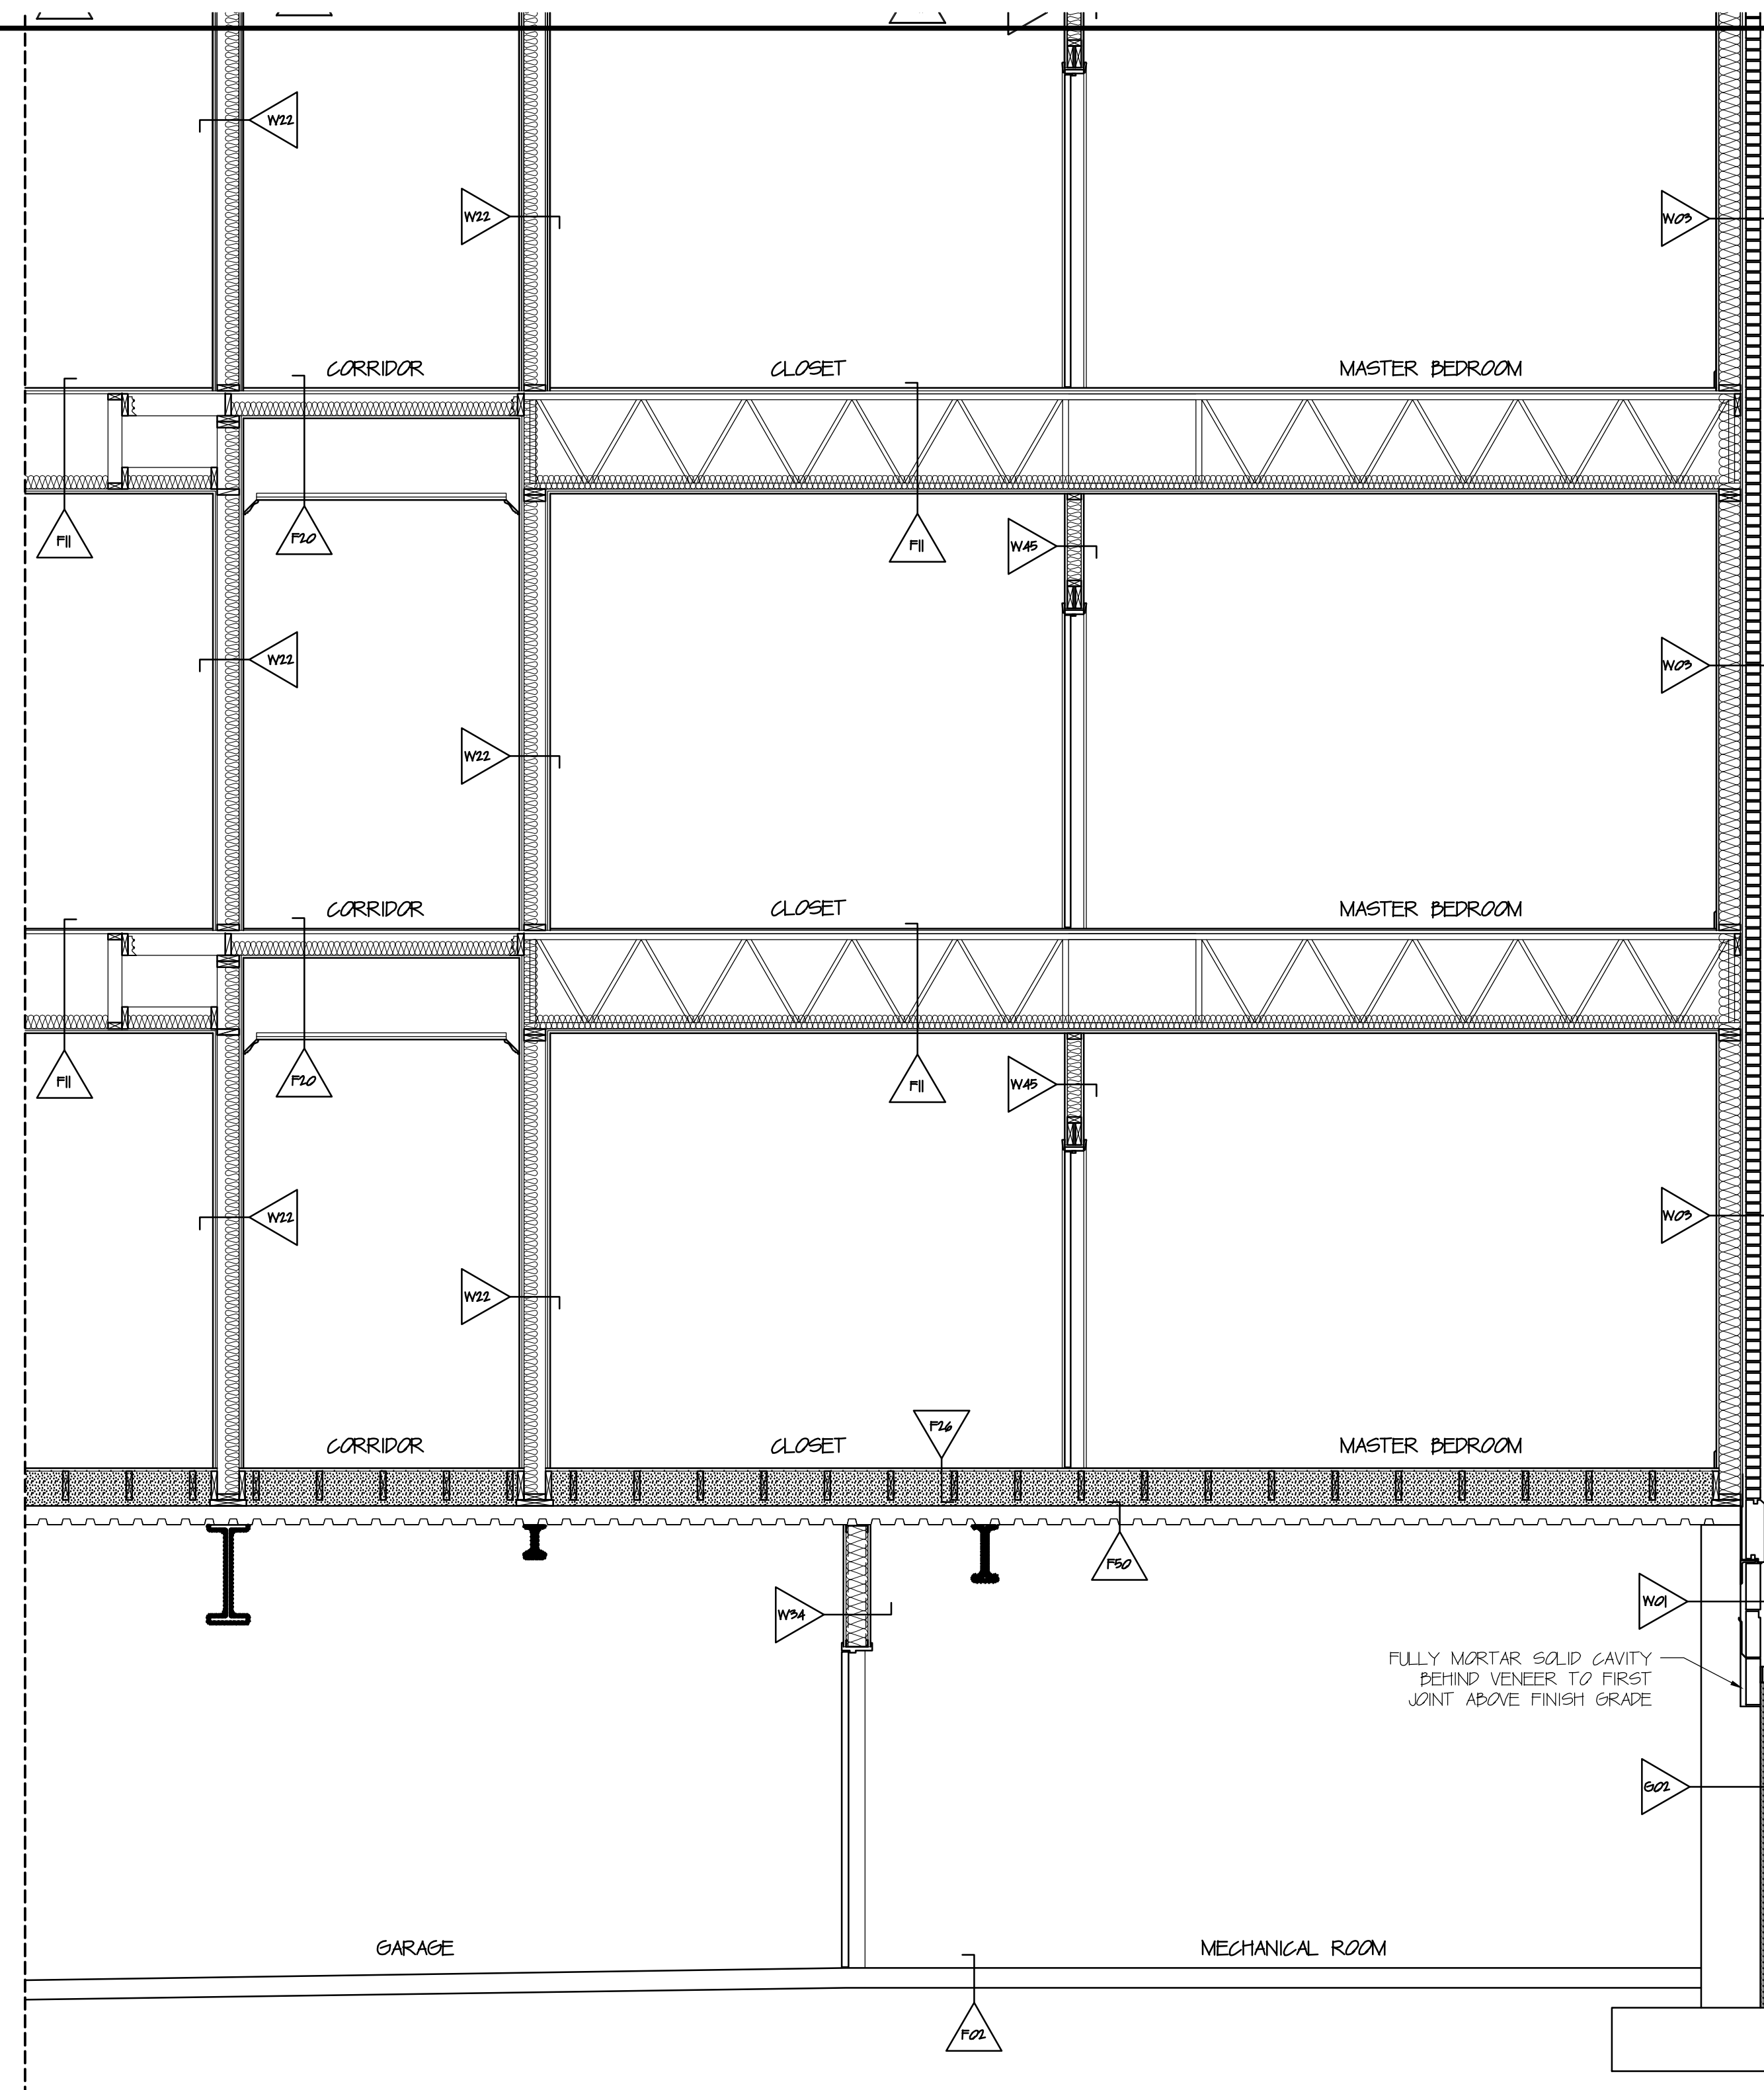 W22
W22
W03
CORRIDOR CLOSET MASTER BEDROOM
F11 F20 F11 W45
W22 W03
W22
CORRIDOR CLOSET MASTER BEDROOM
F11 F20 F11 W45
W22 W03
W22
F26
CORRIDOR CLOSET MASTER BEDROOM
F50
W34 W01
FULLY MORTAR SOLID CAVITY
BEHIND VENEER TO FIRST
JOINT ABOVE FINISH GRADE
G02
GARAGE MECHANICAL ROOM
F02